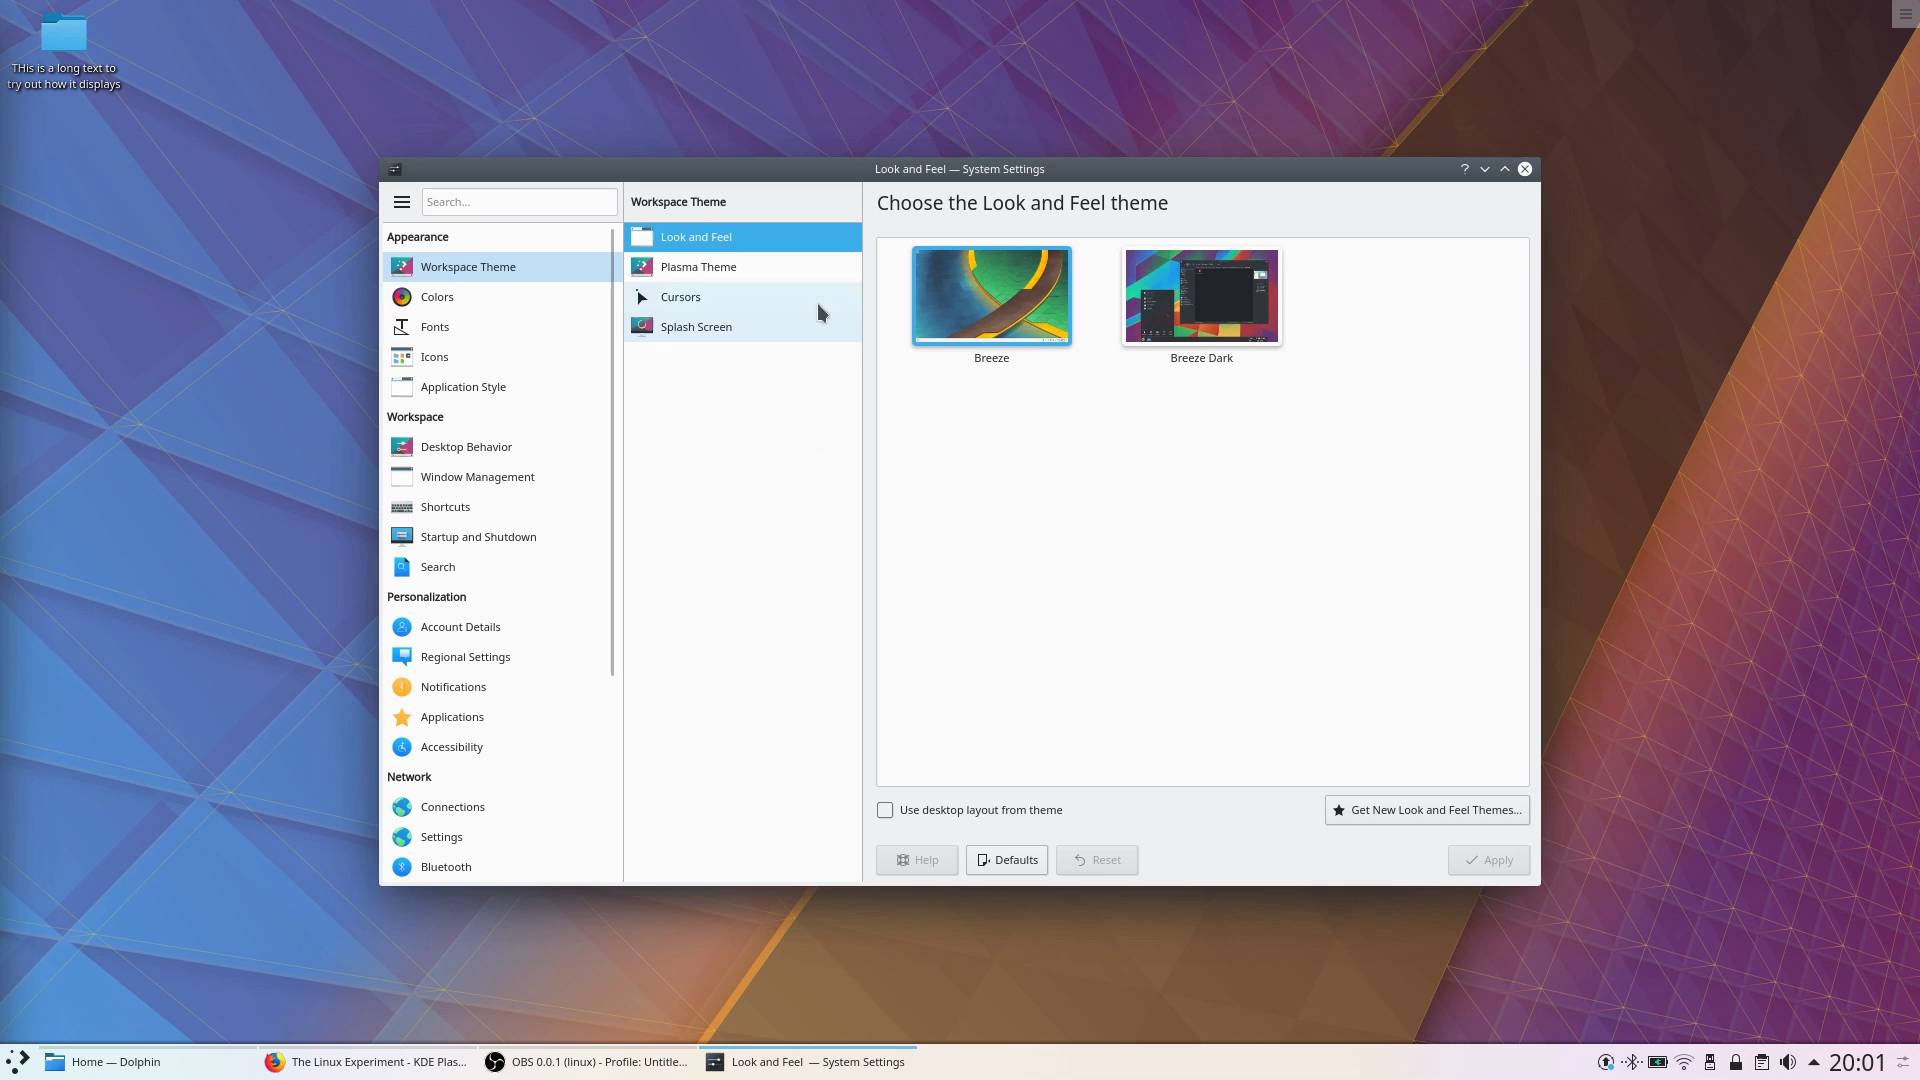 THis is a long text to
try out how it displays
Look and Feel — System Settings
Search...
Appearance
Workspace Theme
Colors
Fonts
Icons
Application Style
Workspace
Desktop Behavior
Window Management
Shortcuts
Startup and Shutdown
Search
Personalization
Account Details
Regional Settings
Notifications
Applications
Accessibility
Network
Connections
Settings
Bluetooth
Workspace Theme
Look and Feel
Plasma Theme
Cursors
Splash Screen
Choose the Look and Feel theme
Breeze
Breeze Dark
Use desktop layout from theme
Get New Look and Feel Themes...
Help
Defaults
Reset
Apply
Home — Dolphin
The Linux Experiment - KDE Plas...
OBS 0.0.1 (linux) - Profile: Untitle...
Look and Feel — System Settings
20:01